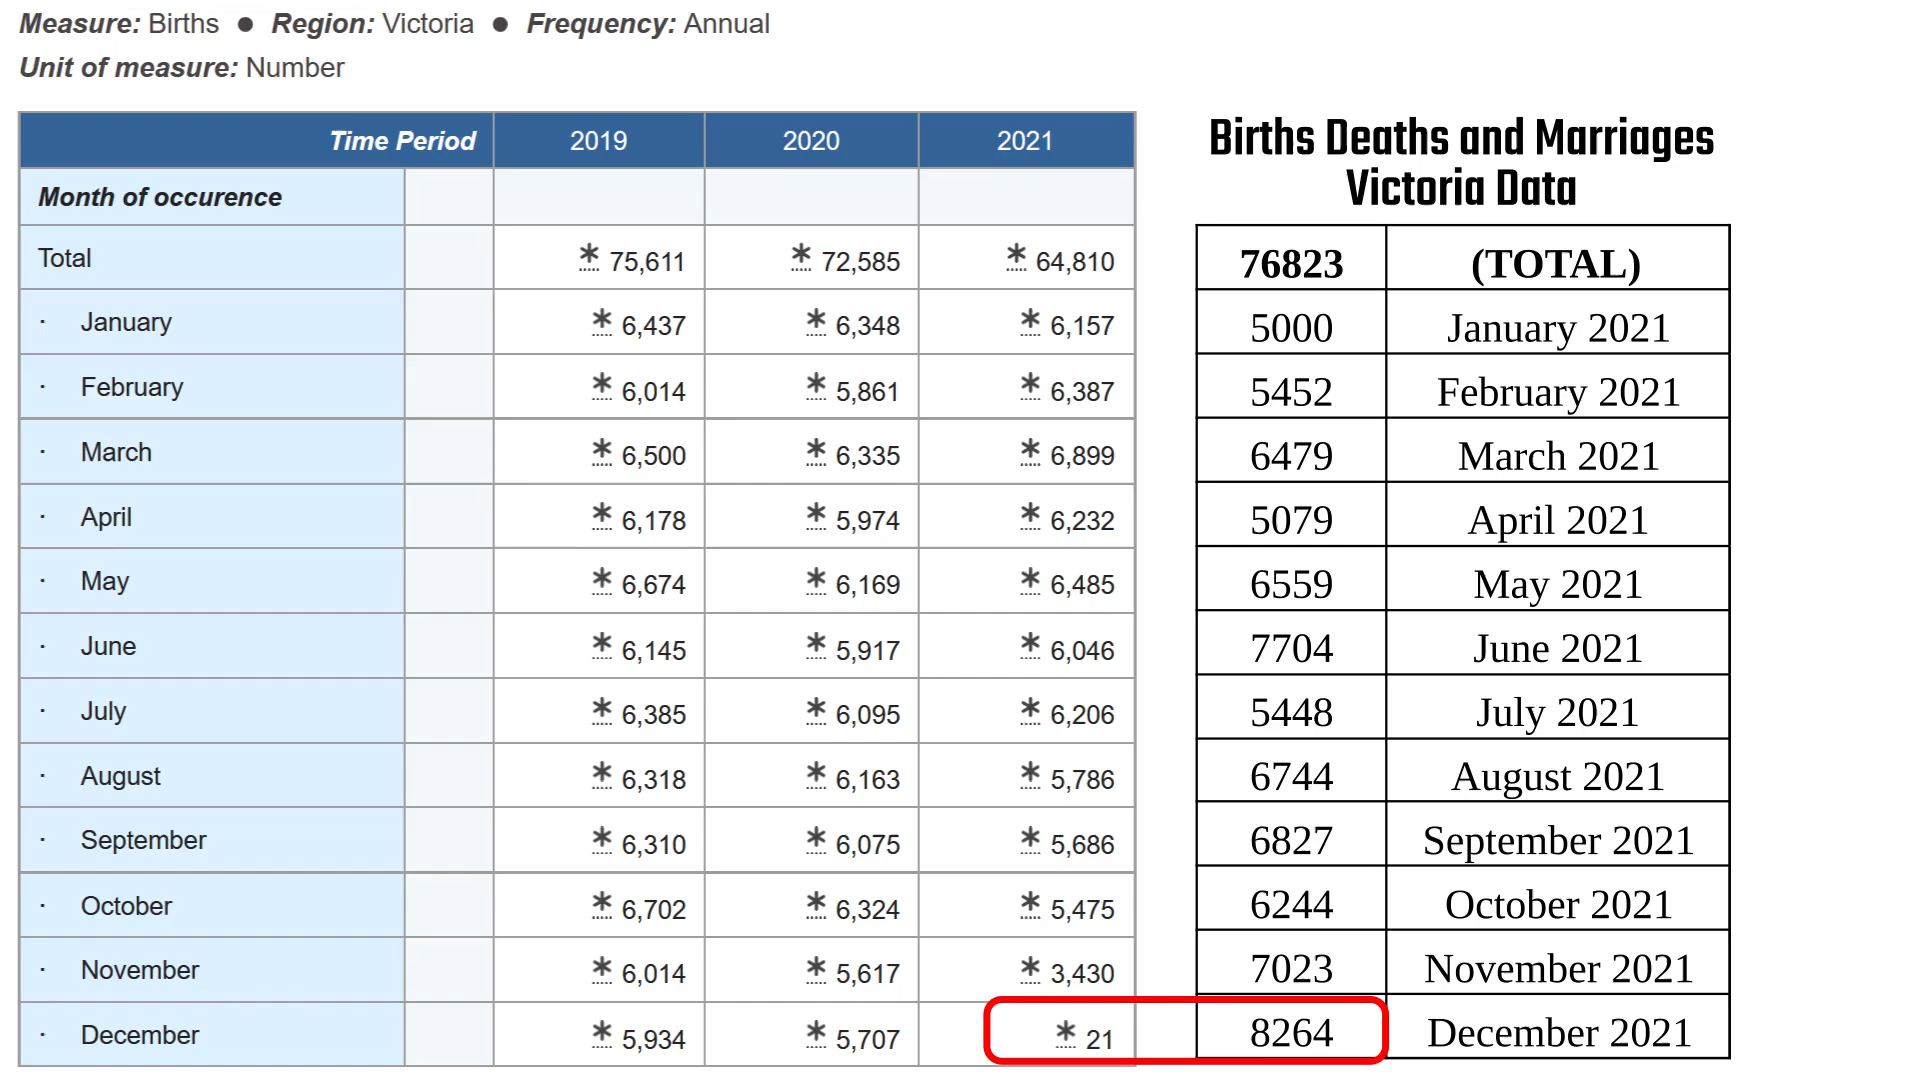 Measure: Births ● Region: Victoria ● Frequency: Annual
Unit of measure: Number
Time Period 2019 2020 2021
Month of occurence
Total * 75,611 * 72,585 * 64,810
· January * 6,437 * 6,348 * 6,157
· February * 6,014 * 5,861 * 6,387
· March * 6,500 * 6,335 * 6,899
· April * 6,178 * 5,974 * 6,232
· May * 6,674 * 6,169 * 6,485
· June * 6,145 * 5,917 * 6,046
· July * 6,385 * 6,095 * 6,206
· August * 6,318 * 6,163 * 5,786
· September * 6,310 * 6,075 * 5,686
· October * 6,702 * 6,324 * 5,475
· November * 6,014 * 5,617 * 3,430
· December * 5,934 * 5,707 * 21
Births Deaths and Marriages
Victoria Data
76823 (TOTAL)
5000 January 2021
5452 February 2021
6479 March 2021
5079 April 2021
6559 May 2021
7704 June 2021
5448 July 2021
6744 August 2021
6827 September 2021
6244 October 2021
7023 November 2021
8264 December 2021